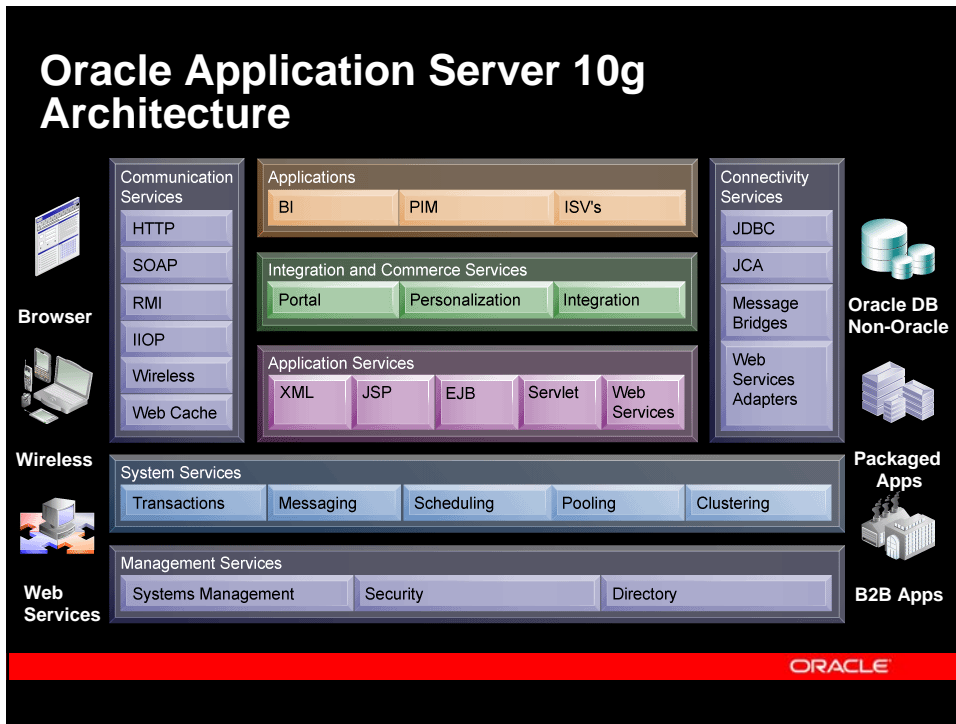 Oracle Application Server 10g
Architecture
Communication
Services
HTTP
SOAP
RMI
IIOP
Wireless
Web Cache
Applications
BI
PIM
ISV's
Integration and Commerce Services
Portal
Personalization
Integration
Application Services
XML
JSP
EJB
Servlet
Web
Services
Connectivity
Services
JDBC
JCA
Message
Bridges
Web
Services
Adapters
System Services
Transactions
Messaging
Scheduling
Pooling
Clustering
Management Services
Systems Management
Security
Directory
Browser
Wireless
Web
Services
Oracle DB
Non-Oracle
Packaged
Apps
B2B Apps
ORACLE